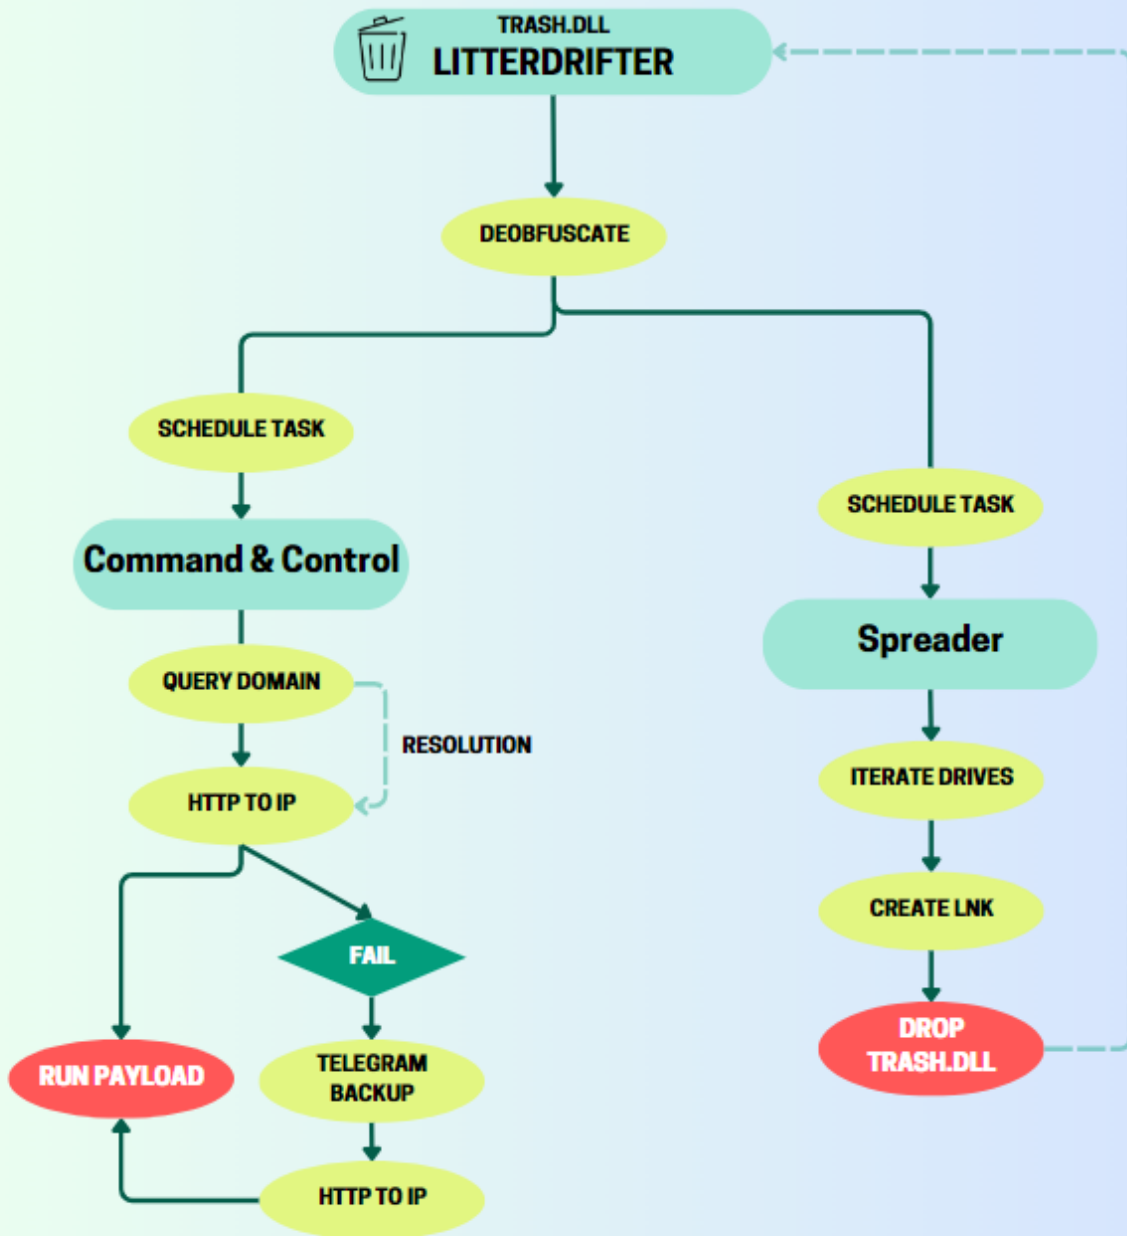 TRASH.DLL
LITTERDRIFTER
DEOBFUSCATE
SCHEDULE TASK
Command & Control
QUERY DOMAIN
RESOLUTION
HTTP TO IP
FAIL
RUN PAYLOAD
TELEGRAM
BACKUP
HTTP TO IP
SCHEDULE TASK
Spreader
ITERATE DRIVES
CREATE LNK
DROP
TRASH.DLL